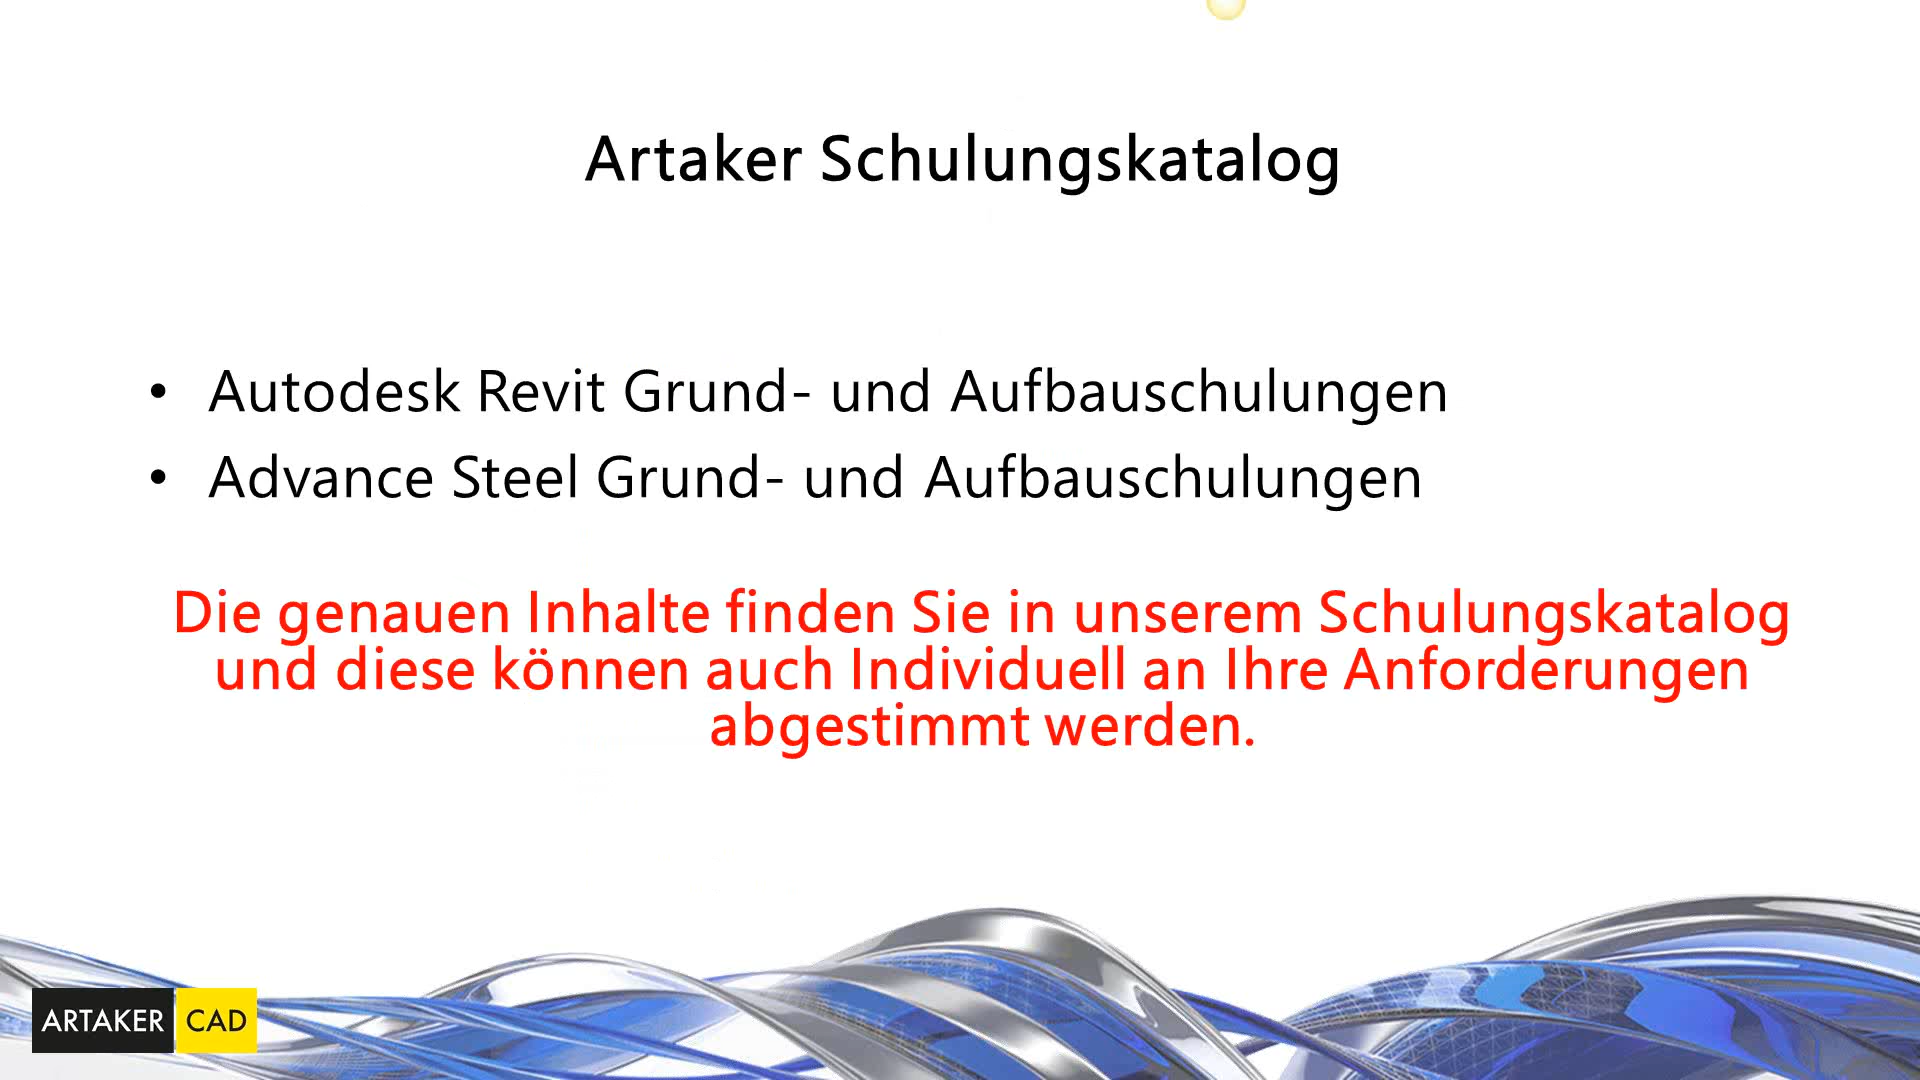 Artaker Schulungskatalog
• Autodesk Revit Grund- und Aufbauschulungen
• Advance Steel Grund- und Aufbauschulungen
Die genauen Inhalte finden Sie in unserem Schulungskatalog
und diese können auch Individuell an Ihre Anforderungen
abgestimmt werden.
ARTAKER CAD